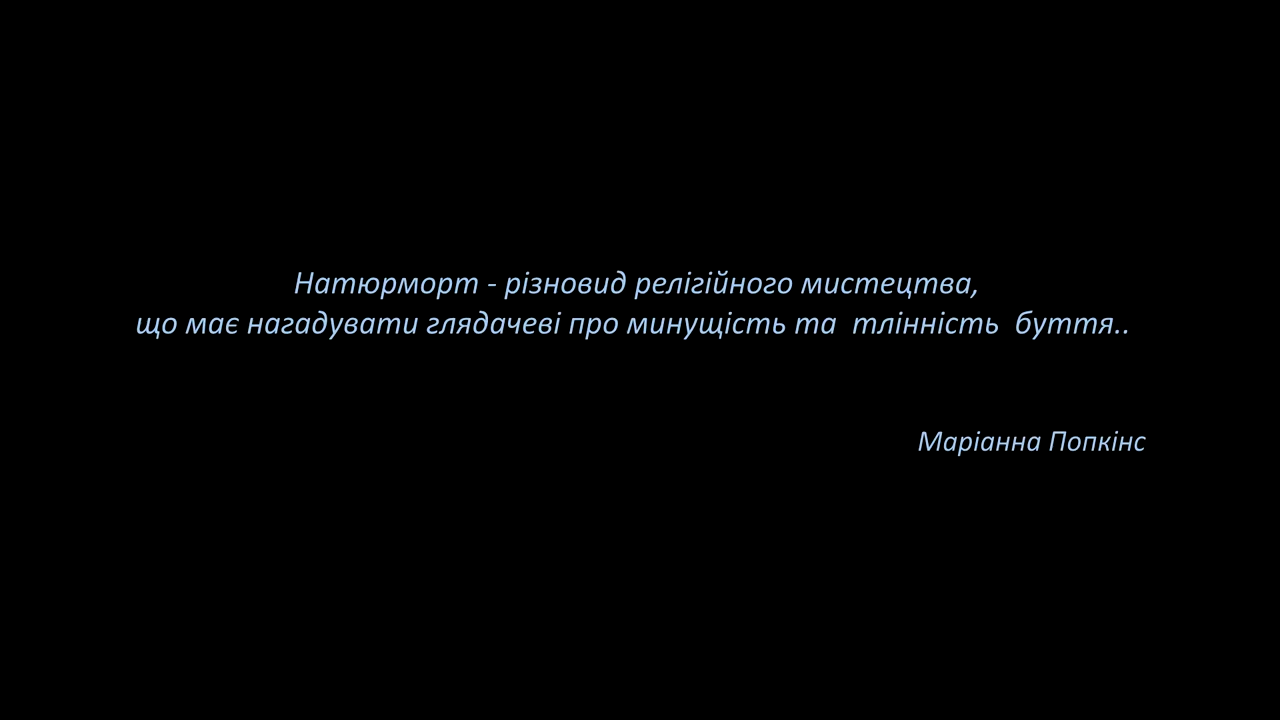 Натюрморт - різновид релігійного мистецтва,
що має нагадувати глядачеві про минущість та  тлінність  буття..
Маріанна Попкінс